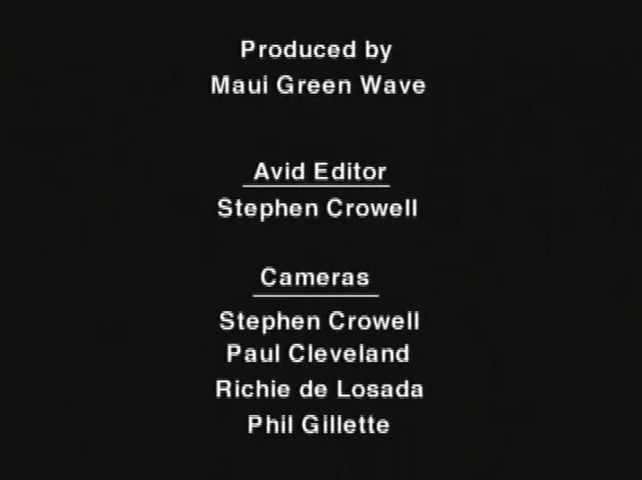 Produced by
Maui Green Wave
Avid Editor
Stephen Crowell
Cameras
Stephen Crowell
Paul Cleveland
Richie de Losada
Phil Gillette